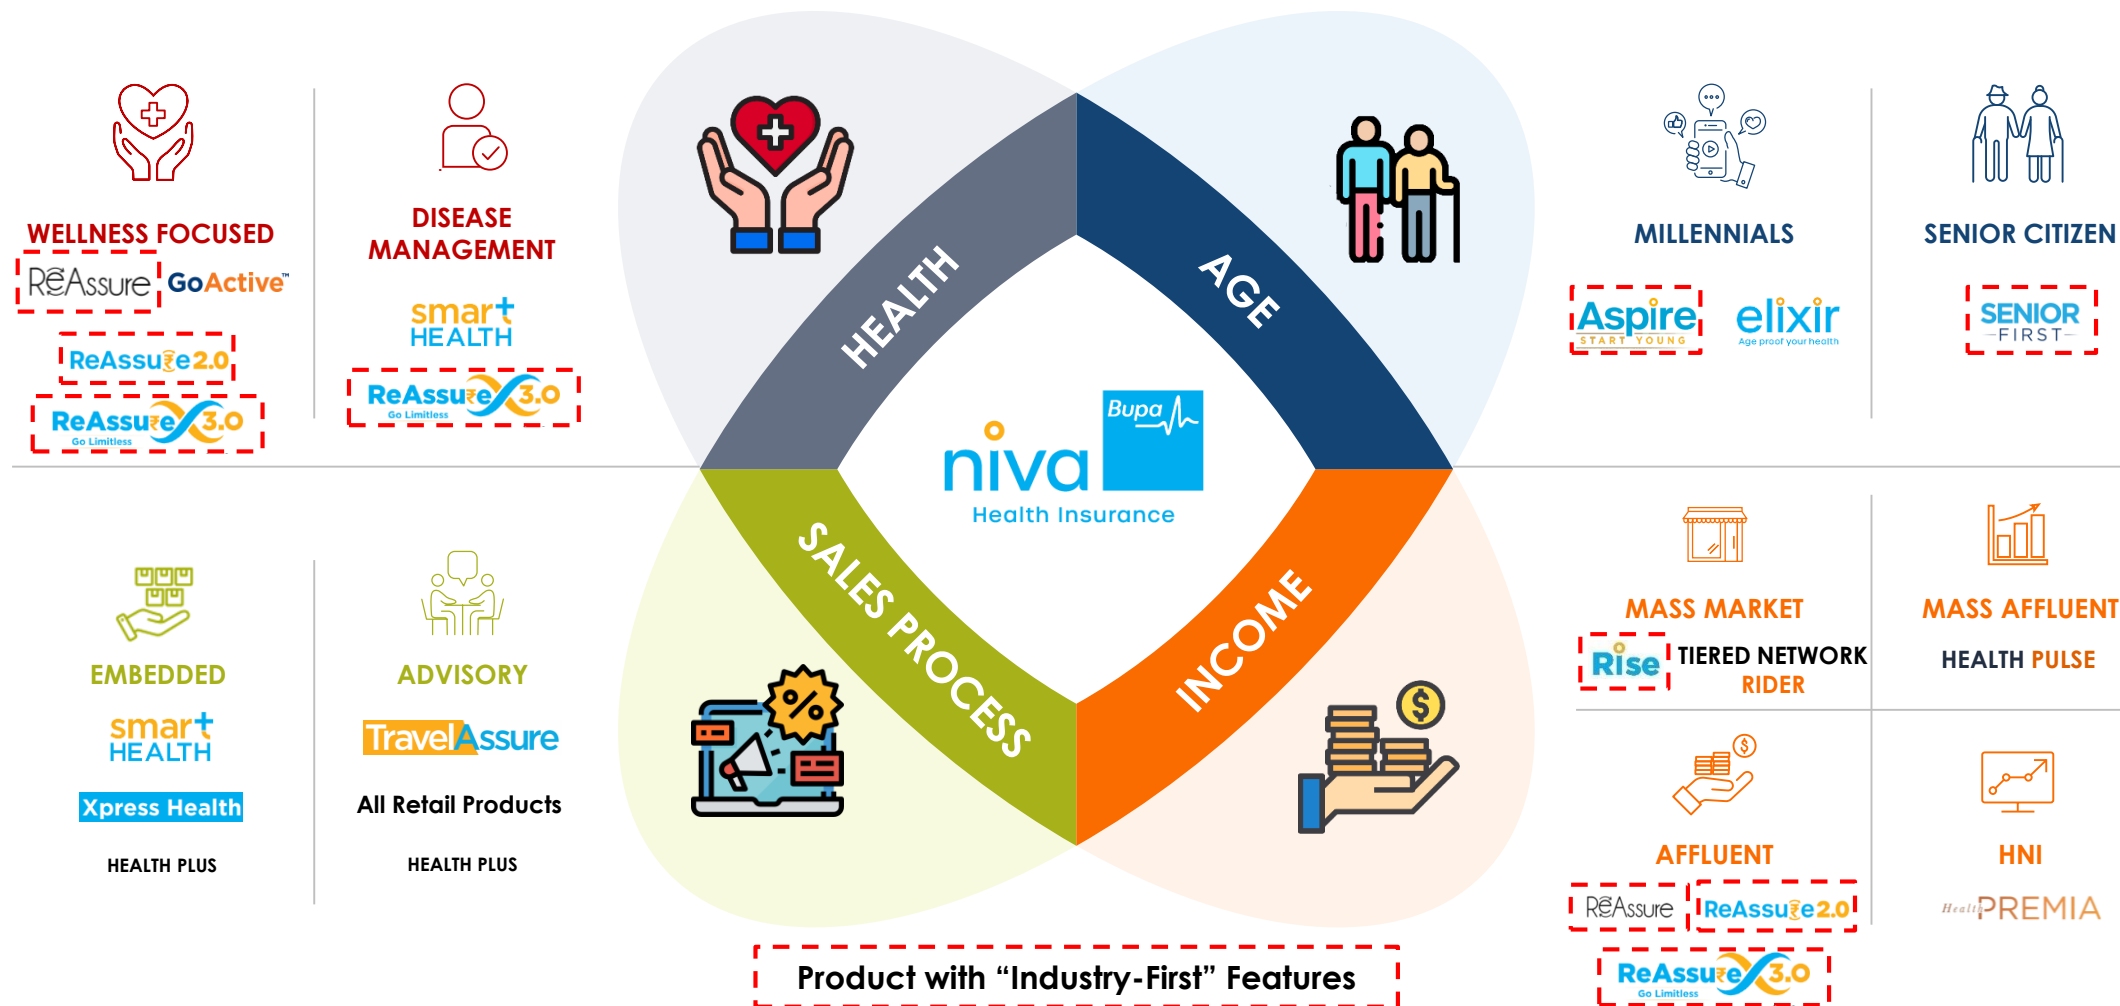 WELLNESS FOCUSED
ReAssure GoActive™
ReAssure 2.0
ReAssure 3.0
Go Limitless
DISEASE
MANAGEMENT
smart
HEALTH
ReAssure 3.0
Go Limitless
HEALTH
AGE
SALES PROCESS
INCOME
niva
Bupa
Health Insurance
MILLENNIALS
Aspire
START YOUNG
elixir
Age proof your health
SENIOR CITIZEN
SENIOR
FIRST
EMBEDDED
smart
HEALTH
Xpress Health
HEALTH PLUS
ADVISORY
TravelAssure
All Retail Products
HEALTH PLUS
MASS MARKET
Rise
TIERED NETWORK
RIDER
MASS AFFLUENT
HEALTH PULSE
AFFLUENT
ReAssure ReAssure 2.0
ReAssure 3.0
Go Limitless
HNI
Health PREMIA
Product with “Industry-First” Features